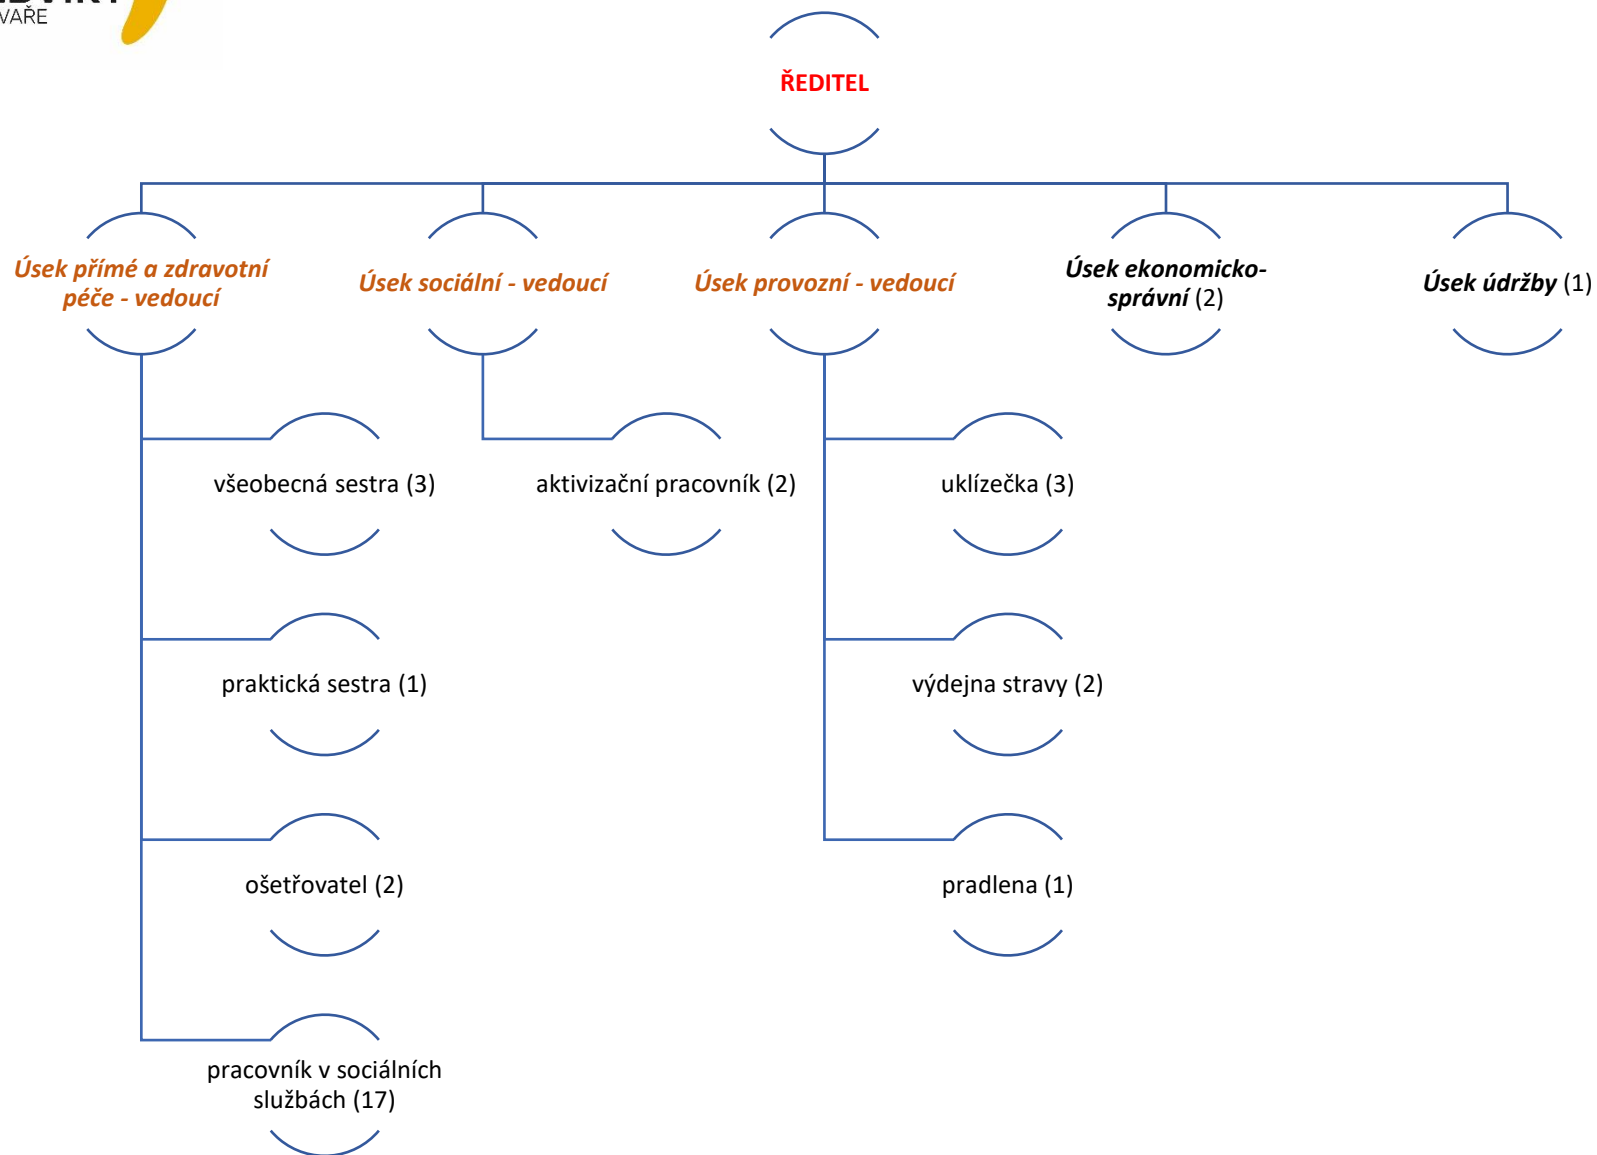 VAŘE
ŘEDITEL
Úsek přímé a zdravotní
péče - vedoucí
Úsek sociální - vedoucí
Úsek provozní - vedoucí
Úsek ekonomicko-
správní (2)
Úsek údržby (1)
všeobecná sestra (3)
aktivizační pracovník (2)
uklízečka (3)
praktická sestra (1)
výdejna stravy (2)
ošetřovatel (2)
pradlena (1)
pracovník v sociálních
službách (17)